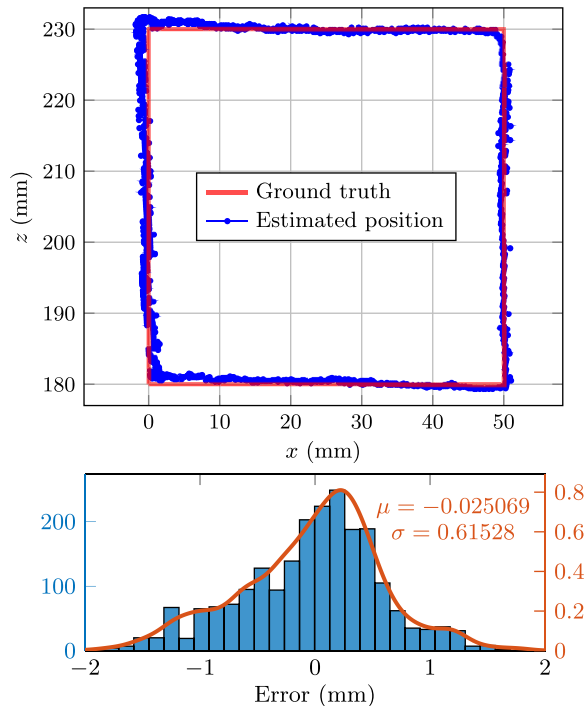 230
220
210
200
190
180
z (mm)
Ground truth
Estimated position
0 10 20 30 40 50
x (mm)
200
100
0
μ = −0.025069
σ = 0.61528
0.8
0.6
0.4
0.2
0
−2 −1 0 1 2
Error (mm)